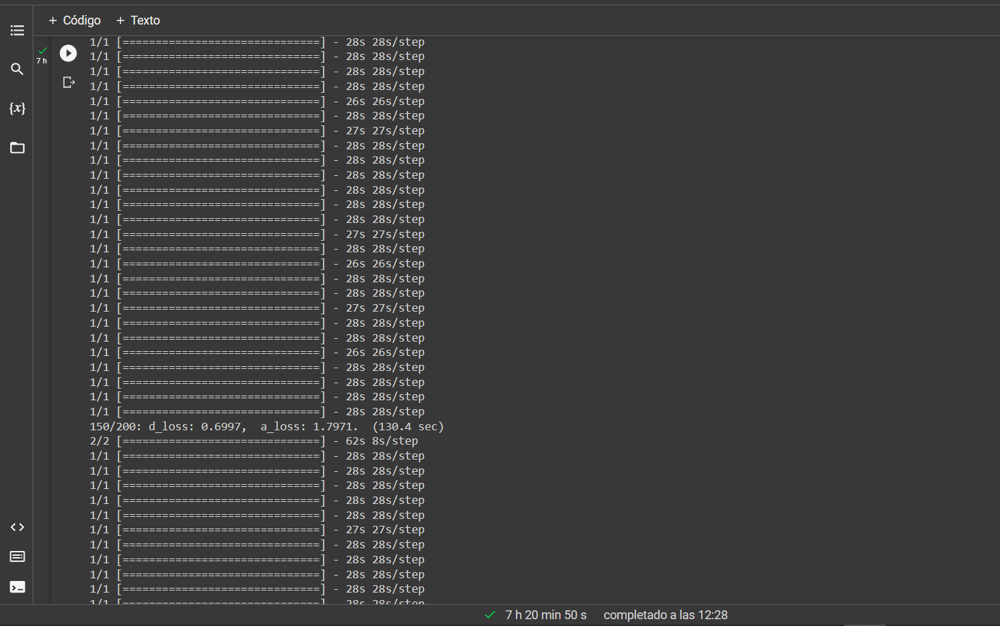 + Código + Texto
1/1 [==============================] - 28s 28s/step
7 h
1/1 [==============================] - 28s 28s/step
1/1 [==============================] - 28s 28s/step
1/1 [==============================] - 28s 28s/step
1/1 [==============================] - 26s 26s/step
{x}
1/1 [==============================] - 28s 28s/step
1/1 [==============================] - 27s 27s/step
1/1 [==============================] - 28s 28s/step
1/1 [==============================] - 28s 28s/step
1/1 [==============================] - 28s 28s/step
1/1 [==============================] - 28s 28s/step
1/1 [==============================] - 28s 28s/step
1/1 [==============================] - 28s 28s/step
1/1 [==============================] - 27s 27s/step
1/1 [==============================] - 28s 28s/step
1/1 [==============================] - 26s 26s/step
1/1 [==============================] - 28s 28s/step
1/1 [==============================] - 28s 28s/step
1/1 [==============================] - 27s 27s/step
1/1 [==============================] - 28s 28s/step
1/1 [==============================] - 28s 28s/step
1/1 [==============================] - 26s 26s/step
1/1 [==============================] - 28s 28s/step
1/1 [==============================] - 28s 28s/step
1/1 [==============================] - 28s 28s/step
1/1 [==============================] - 28s 28s/step
150/200: d_loss: 0.6997,  a_loss: 1.7971.  (130.4 sec)
2/2 [==============================] - 62s 8s/step
1/1 [==============================] - 28s 28s/step
1/1 [==============================] - 28s 28s/step
1/1 [==============================] - 28s 28s/step
1/1 [==============================] - 28s 28s/step
1/1 [==============================] - 28s 28s/step
1/1 [==============================] - 27s 27s/step
1/1 [==============================] - 28s 28s/step
1/1 [==============================] - 28s 28s/step
1/1 [==============================] - 28s 28s/step
1/1 [==============================] - 28s 28s/step
1/1 [==============================] - 28s 28s/step
7 h 20 min 50 s completado a las 12:28